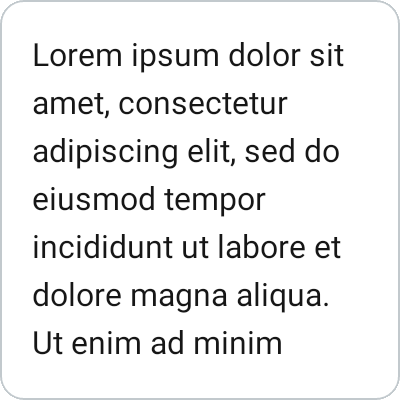 Lorem ipsum dolor sit
amet, consectetur
adipiscing elit, sed do
eiusmod tempor
incididunt ut labore et
dolore magna aliqua.
Ut enim ad minim